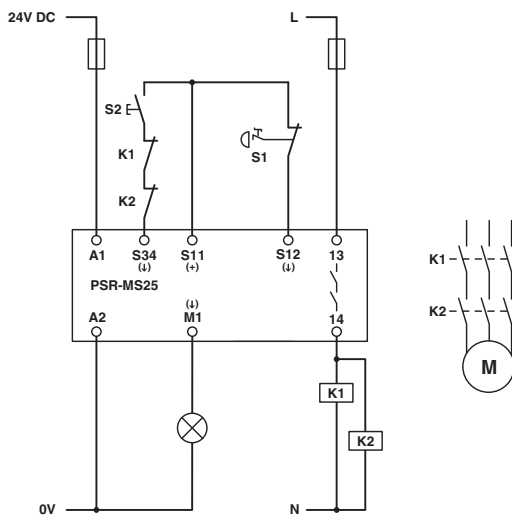 24V DC
L
S2
K1
S1
K2
A1
S34
(↓)
S11
(+)
S12
(↓)
13
PSR-MS25
A2
(↓)
M1
14
K1
K2
0V
N
K1
K2
M